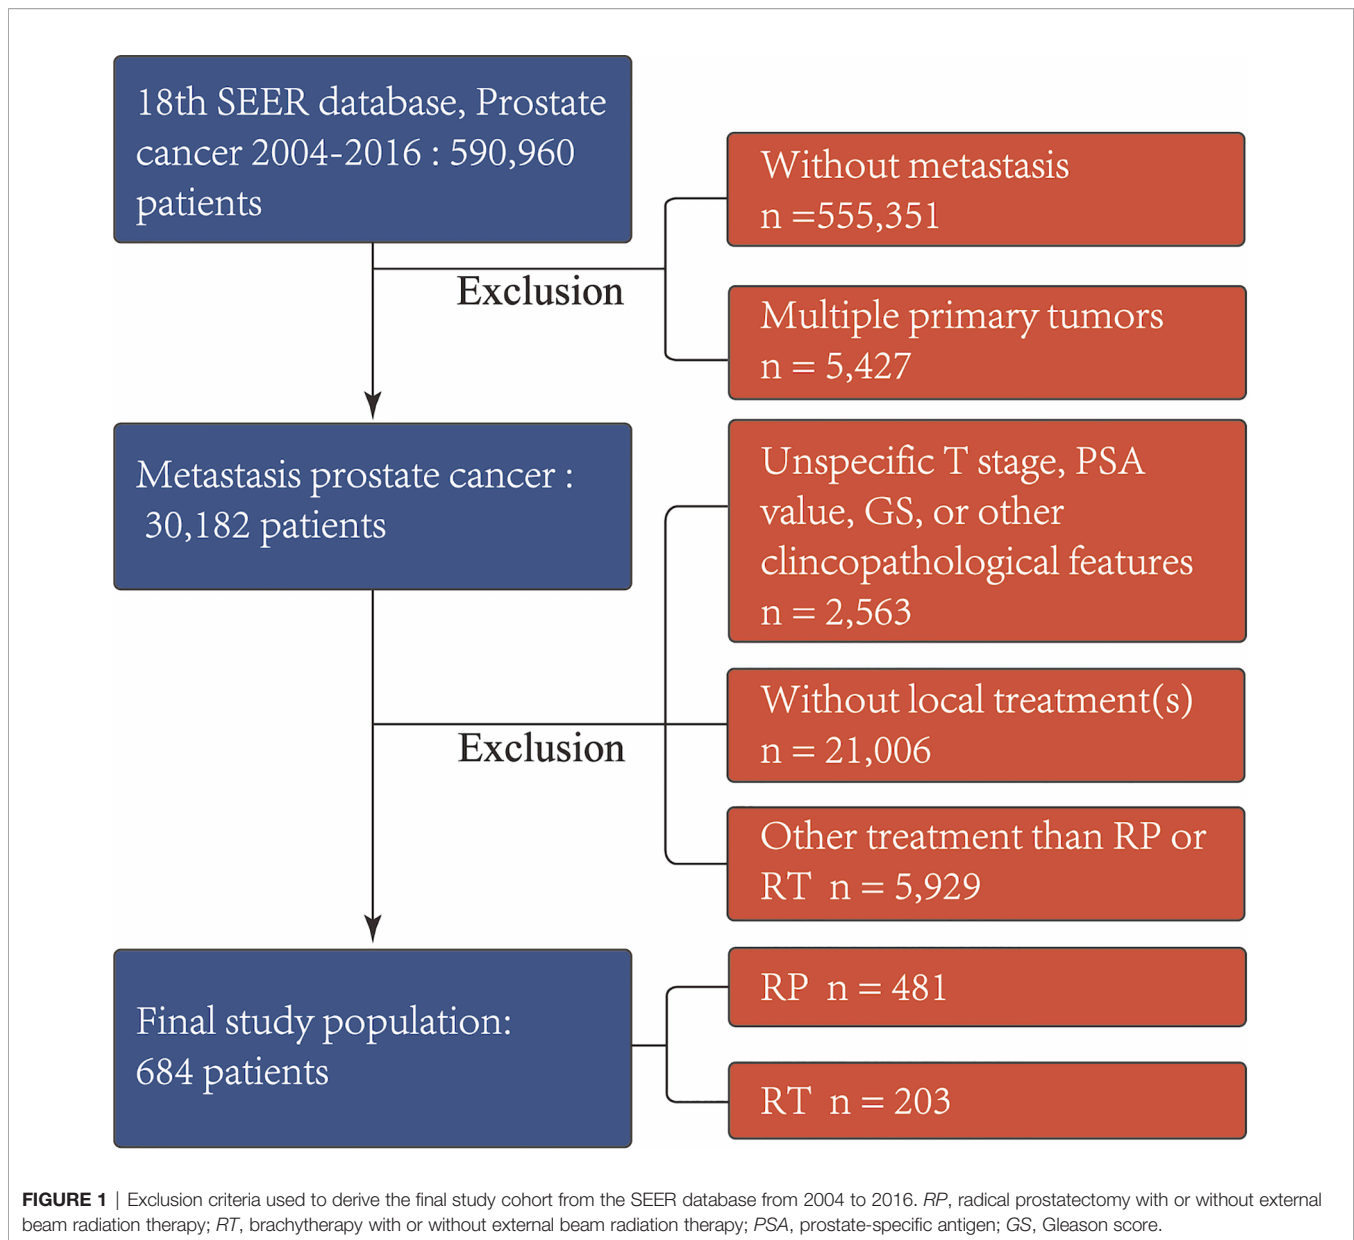 18th SEER database, Prostate
cancer 2004-2016 : 590,960
patients
Without metastasis
n =555,351
Exclusion
Multiple primary tumors
n = 5,427
Metastasis prostate cancer :
30,182 patients
Unspecific T stage, PSA
value, GS, or other
clincopathological features
n = 2,563
Without local treatment(s)
n = 21,006
Exclusion
Other treatment than RP or
RT n = 5,929
Final study population:
684 patients
RP n = 481
RT n = 203
FIGURE 1 | Exclusion criteria used to derive the final study cohort from the SEER database from 2004 to 2016. RP, radical prostatectomy with or without external
beam radiation therapy; RT, brachytherapy with or without external beam radiation therapy; PSA, prostate-specific antigen; GS, Gleason score.